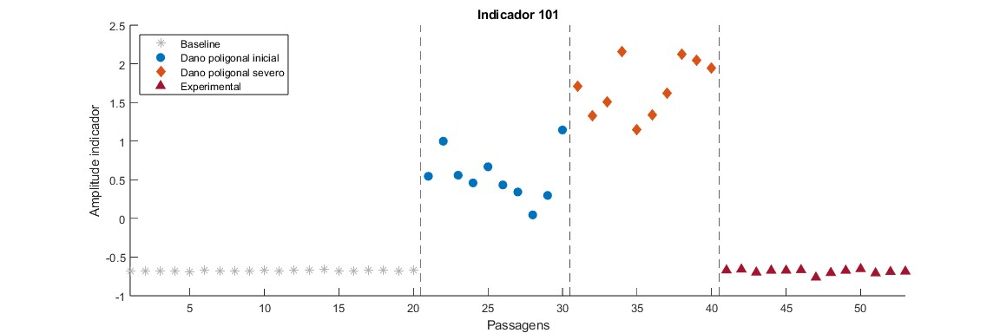 Indicador 101
Baseline
Dano poligonal inicial
Dano poligonal severo
Experimental
Amplitude indicador
2.5
2
1.5
1
0.5
0
-0.5
-1
5 10 15 20 25 30 35 40 45 50
Passagens